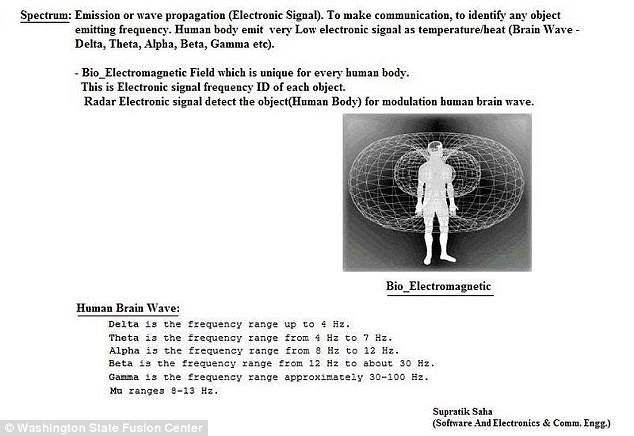 Spectrum: Emission or wave propagation (Electronic Signal). To make communication, to identify any object
emitting frequency. Human body emit very Low electronic signal as temperature/heat (Brain Wave -
Delta, Theta, Alpha, Beta, Gamma etc).
- Bio_Electromagnetic Field which is unique for every human body.
This is Electronic signal frequency ID of each object.
Radar Electronic signal detect the object(Human Body) for modulation human brain wave.
Bio_Electromagnetic
Human Brain Wave:
Delta is the frequency range up to 4 Hz.
Theta is the frequency range from 4 Hz to 7 Hz.
Alpha is the frequency range from 8 Hz to 12 Hz.
Beta is the frequency range from 12 Hz to about 30 Hz.
Gamma is the frequency range approximately 30-100 Hz.
Mu ranges 8-13 Hz.
Supratik Saha
(Software And Electronics & Comm. Engg.)
© Washington State Fusion Center